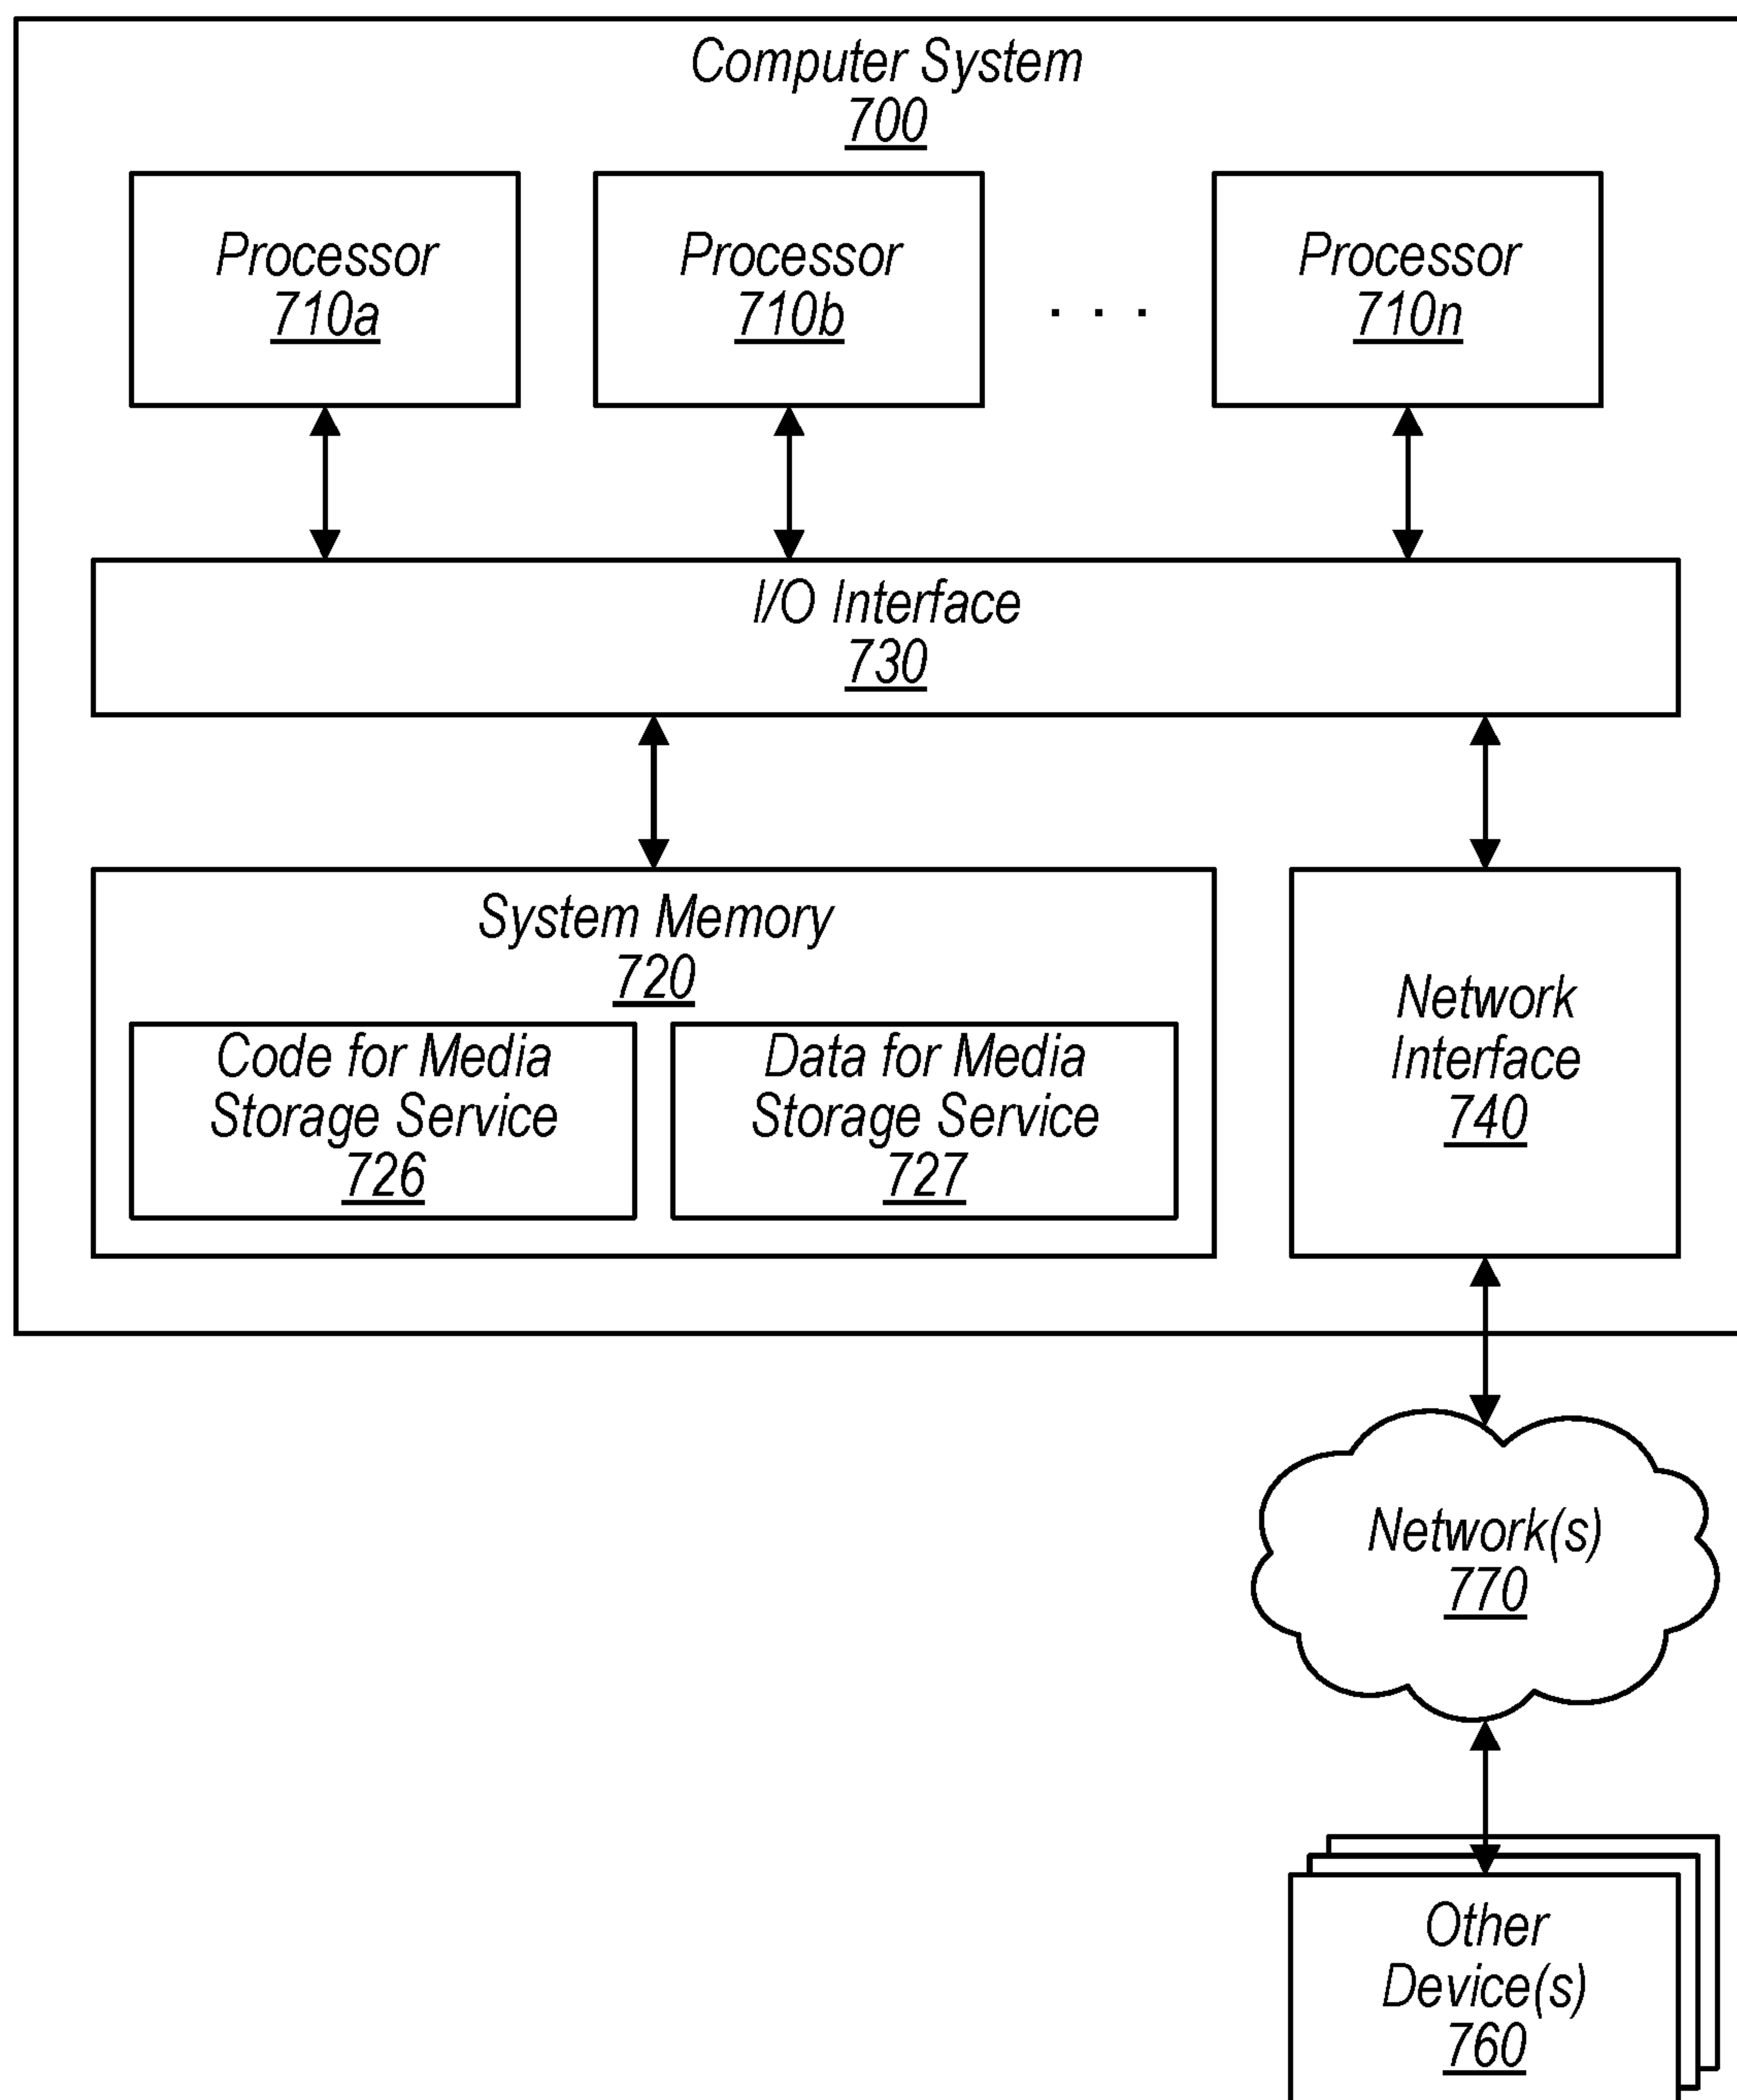 Computer System
700
Processor
710a
Processor
710b
. . .
Processor
710n
I/O Interface
730
System Memory
720
Code for Media
Storage Service
726
Data for Media
Storage Service
727
Network
Interface
740
Network(s)
770
Other
Device(s)
760